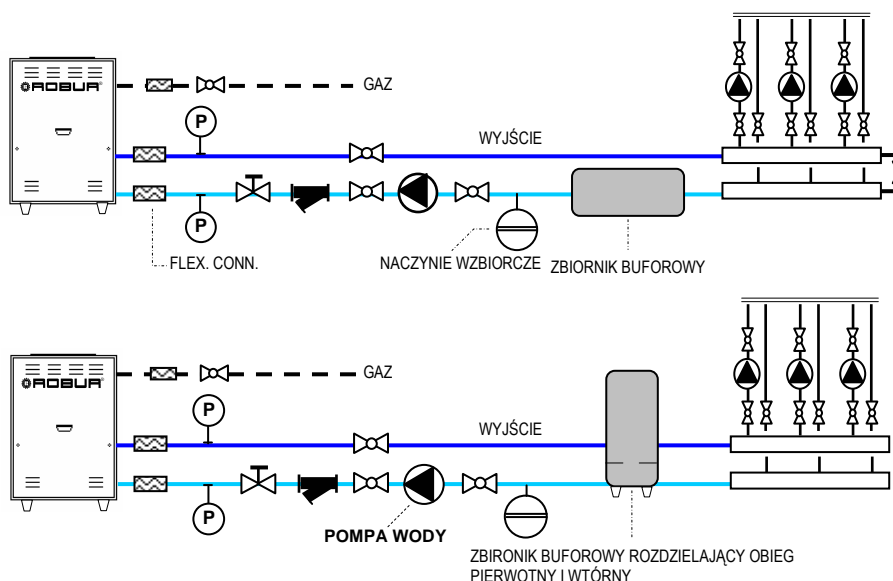 ROBUR
GAZ
P
WYJŚCIE
P
FLEX. CONN.
NACZYNIE WZBIORCZE
ZBIORNIK BUFOROWY
ROBUR
GAZ
P
WYJŚCIE
P
POMPA WODY
ZBIRONIK BUFOROWY ROZDZIELAJĄCY OBIEG
PIERWOTNY I WTÓRNY